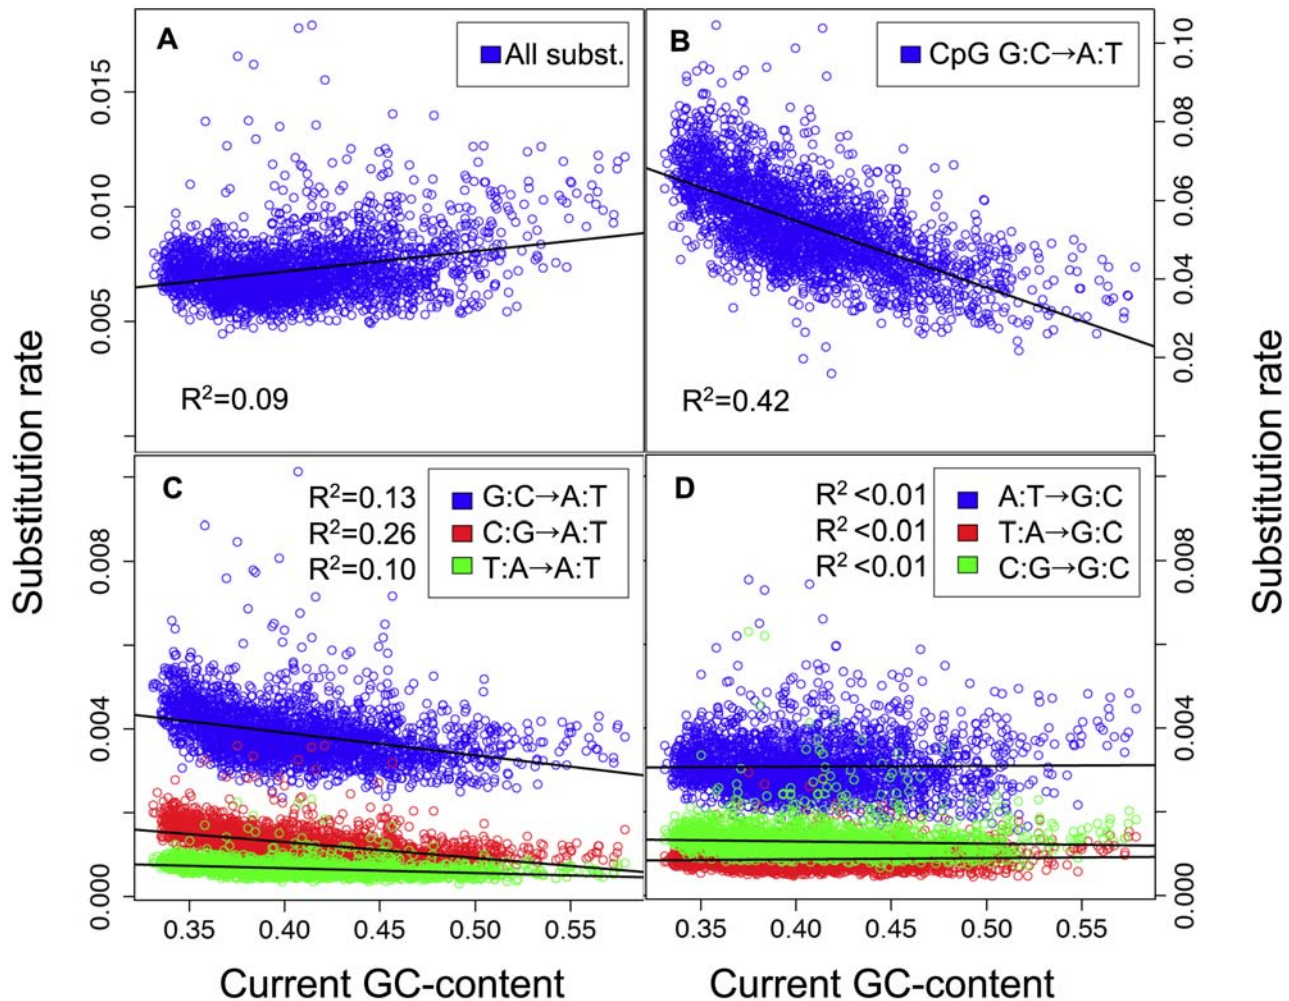 A
All subst.
R²=0.09
0.015
0.010
0.005
B
CpG G:C→A:T
R²=0.42
0.10
0.08
0.06
0.04
0.02
Substitution rate
Substitution rate
C
R²=0.13 G:C→A:T
R²=0.26 C:G→A:T
R²=0.10 T:A→A:T
0.008
0.004
0.000
D
R² <0.01 A:T→G:C
R² <0.01 T:A→G:C
R² <0.01 C:G→G:C
0.008
0.004
0.000
0.35 0.40 0.45 0.50 0.55
0.35 0.40 0.45 0.50 0.55
Current GC-content
Current GC-content